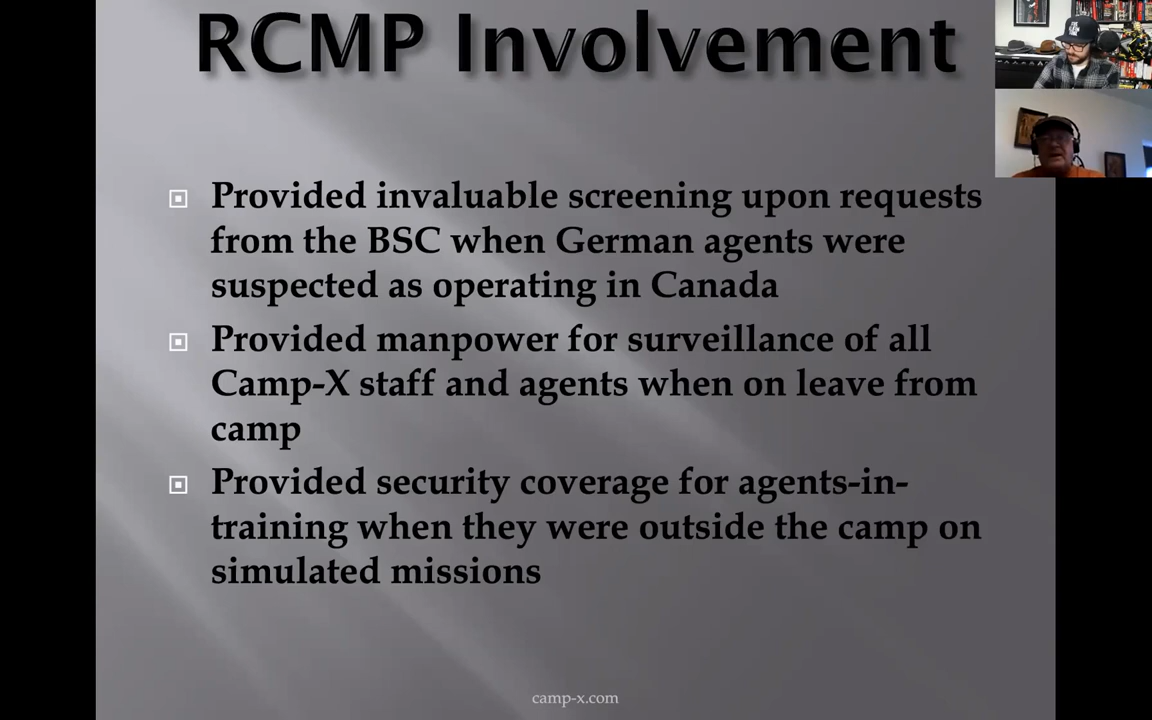 RCMP Involvement
Provided invaluable screening upon requests
from the BSC when German agents were
suspected as operating in Canada
Provided manpower for surveillance of all
Camp-X staff and agents when on leave from
camp
Provided security coverage for agents-in-
training when they were outside the camp on
simulated missions
camp-x.com